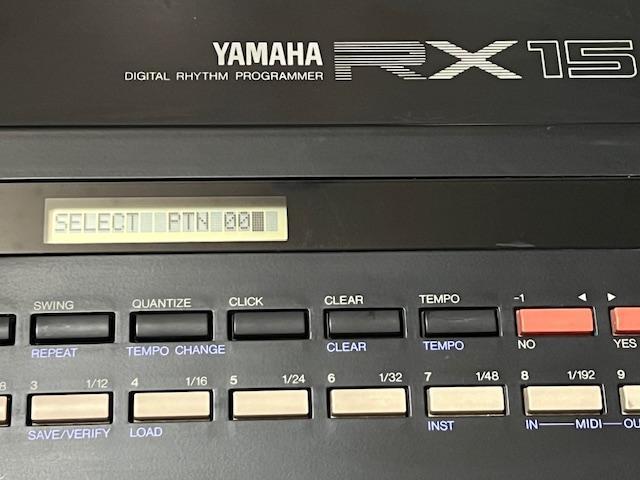 YAMAHA
DIGITAL RHYTHM PROGRAMMER
RX15
SELECT PTN 00
SWING QUANTIZE CLICK CLEAR TEMPO -1 ◀ ▶
REPEAT TEMPO CHANGE CLEAR TEMPO NO YES
8 3 1/12 4 1/16 5 1/24 6 1/32 7 1/48 8 1/192 9
SAVE/VERIFY LOAD INST IN MIDI OU